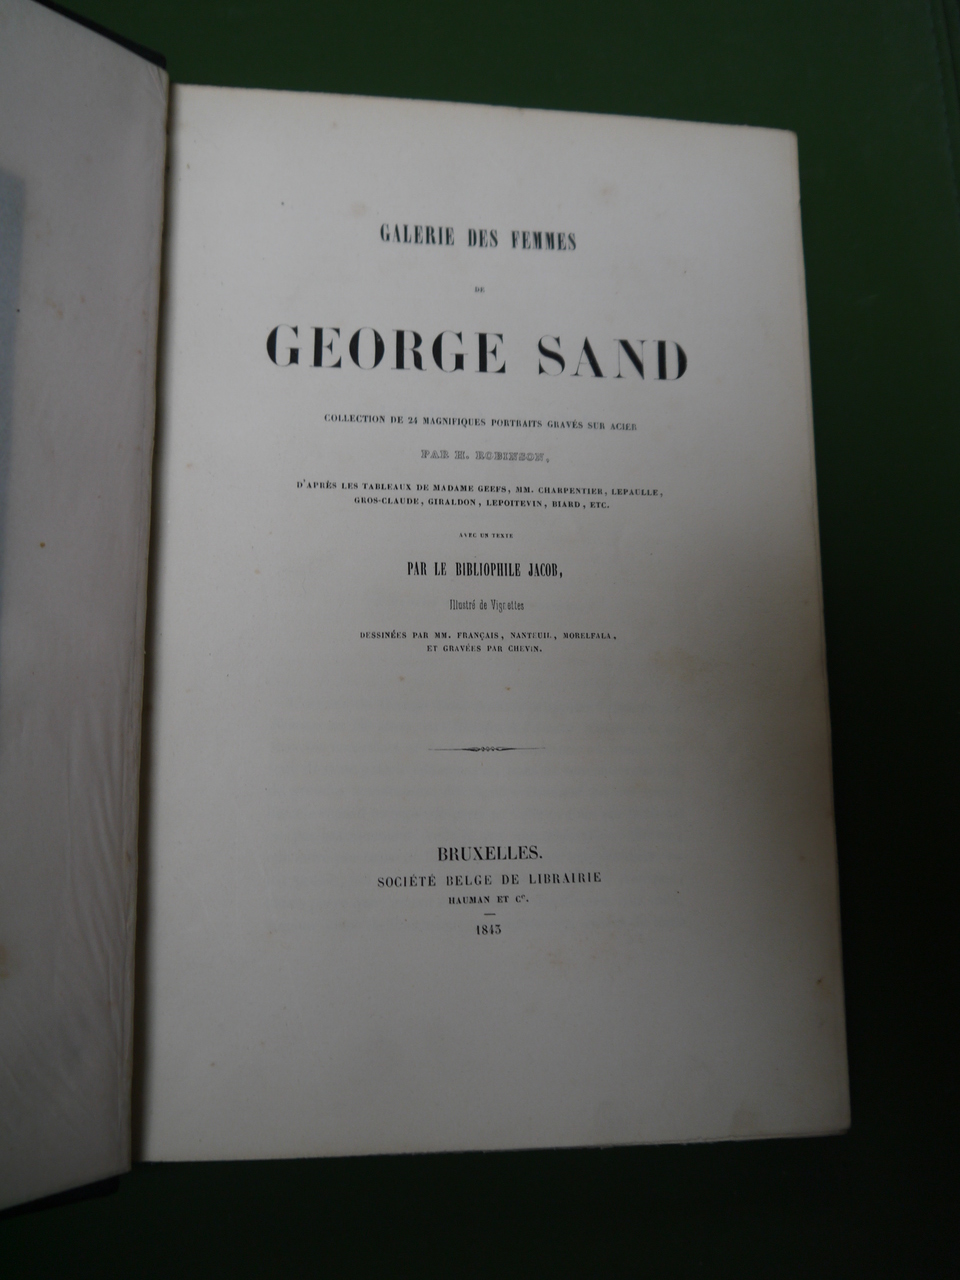 GALERIE DES FEMMES
DE
GEORGE SAND
COLLECTION DE 24 MAGNIFIQUES PORTRAITS GRAVÉS SUR ACIER
PAR H. ROBINSON,
D'APRÈS LES TABLEAUX DE MADAME GEEFS, MM. CHARPENTIER, LEPAULLE,
GROS-CLAUDE, GIRALDON, LEPOITEVIN, BIARD, ETC.
AVEC UN TEXTE
PAR LE BIBLIOPHILE JACOB,
Illustré de Vignettes
DESSINÉES PAR MM. FRANÇAIS, NANTEUIL, MORELFALA,
ET GRAVÉES PAR CHEVIN.
BRUXELLES.
SOCIÉTÉ BELGE DE LIBRAIRIE
HAUMAN ET Ce.
1843